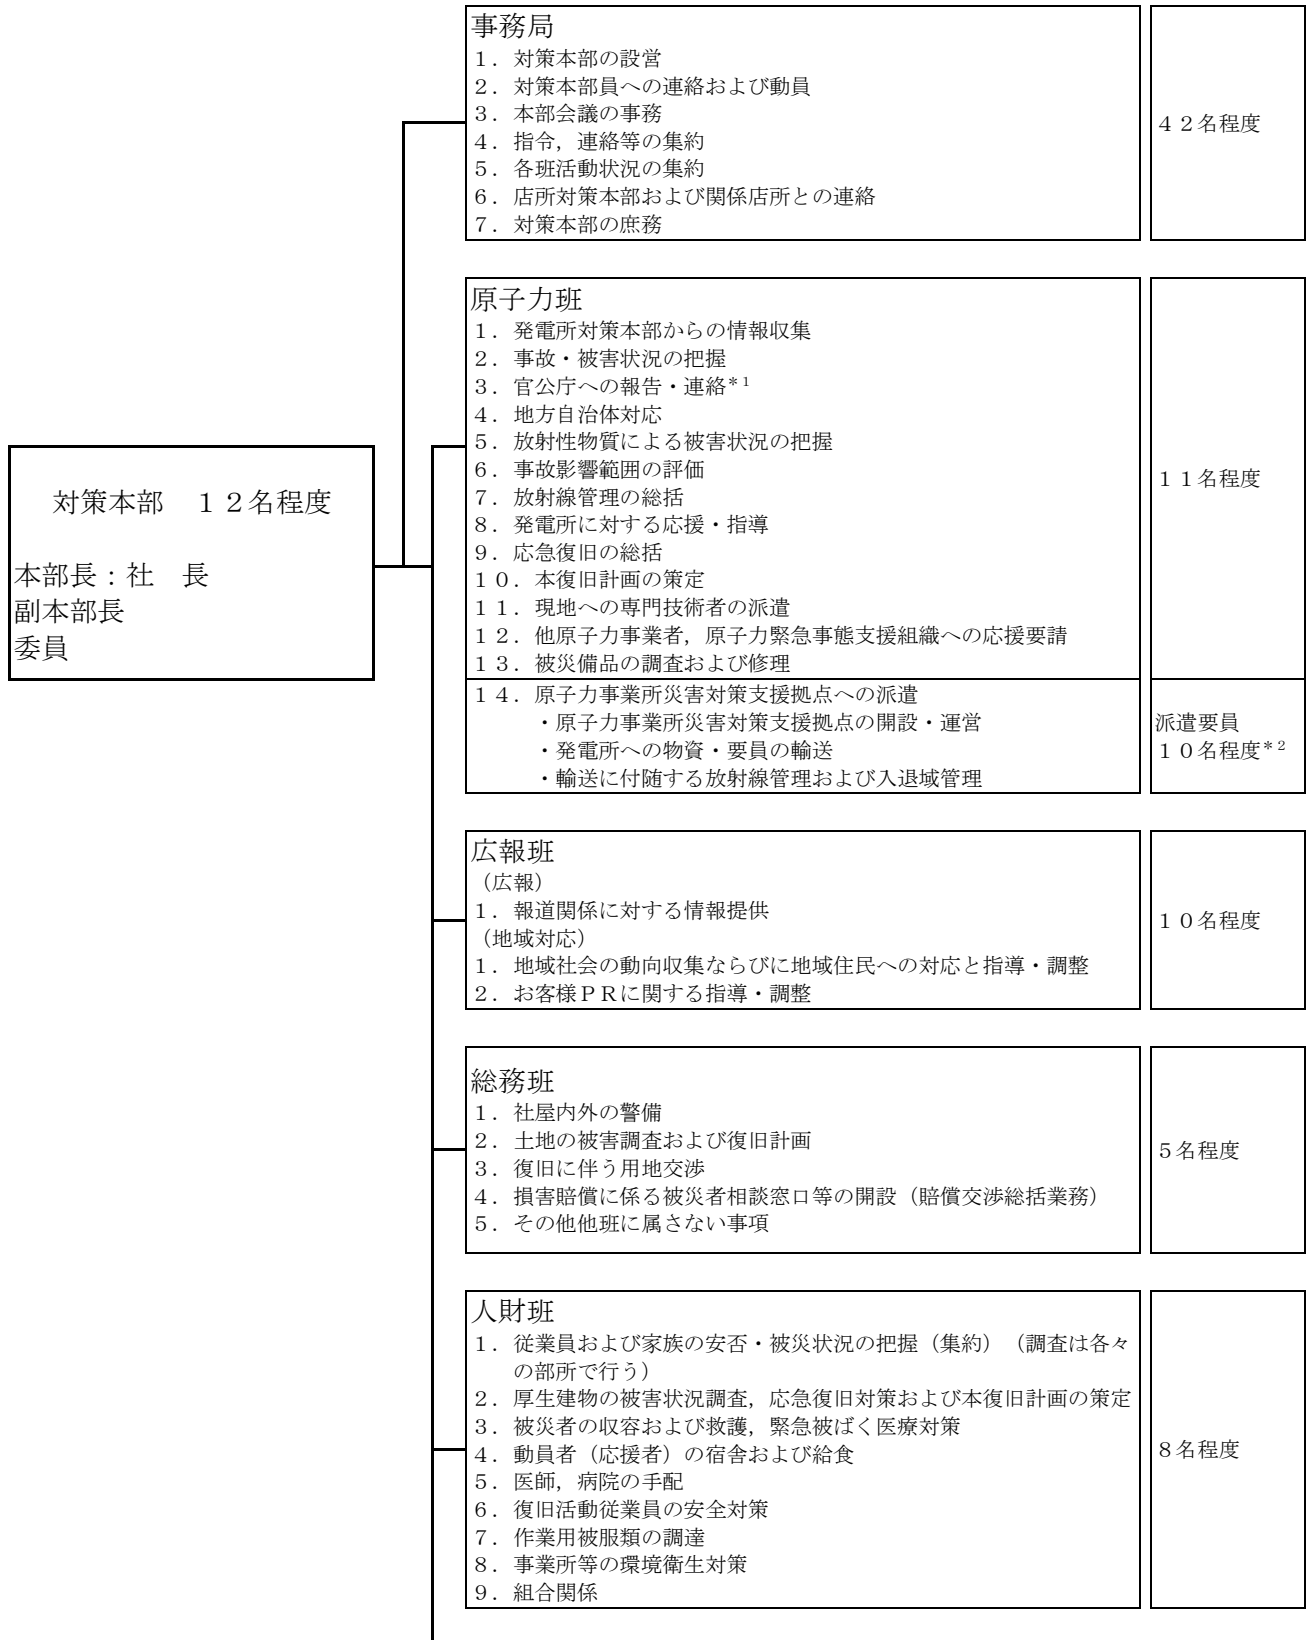 事務局
１．対策本部の設営
２．対策本部員への連絡および動員
３．本部会議の事務
４．指令，連絡等の集約
５．各班活動状況の集約
６．店所対策本部および関係店所との連絡
７．対策本部の庶務
４２名程度
原子力班
１．発電所対策本部からの情報収集
２．事故・被害状況の把握
３．官公庁への報告・連絡＊１
４．地方自治体対応
５．放射性物質による被害状況の把握
６．事故影響範囲の評価
７．放射線管理の総括
８．発電所に対する応援・指導
９．応急復旧の総括
１０．本復旧計画の策定
１１．現地への専門技術者の派遣
１２．他原子力事業者，原子力緊急事態支援組織への応援要請
１３．被災備品の調査および修理
１１名程度
１４．原子力事業所災害対策支援拠点への派遣
・原子力事業所災害対策支援拠点の開設・運営
・発電所への物資・要員の輸送
・輸送に付随する放射線管理および入退域管理
派遣要員
１０名程度＊２
対策本部　１２名程度
本部長：社　長
副本部長
委員
広報班
（広報）
１．報道関係に対する情報提供
（地域対応）
１．地域社会の動向収集ならびに地域住民への対応と指導・調整
２．お客様ＰＲに関する指導・調整
１０名程度
総務班
１．社屋内外の警備
２．土地の被害調査および復旧計画
３．復旧に伴う用地交渉
４．損害賠償に係る被災者相談窓口等の開設（賠償交渉総括業務）
５．その他他班に属さない事項
５名程度
人財班
１．従業員および家族の安否・被災状況の把握（集約）（調査は各々
の部所で行う）
２．厚生建物の被害状況調査，応急復旧対策および本復旧計画の策定
３．被災者の収容および救護，緊急被ばく医療対策
４．動員者（応援者）の宿舎および給食
５．医師，病院の手配
６．復旧活動従業員の安全対策
７．作業用被服類の調達
８．事業所等の環境衛生対策
９．組合関係
８名程度